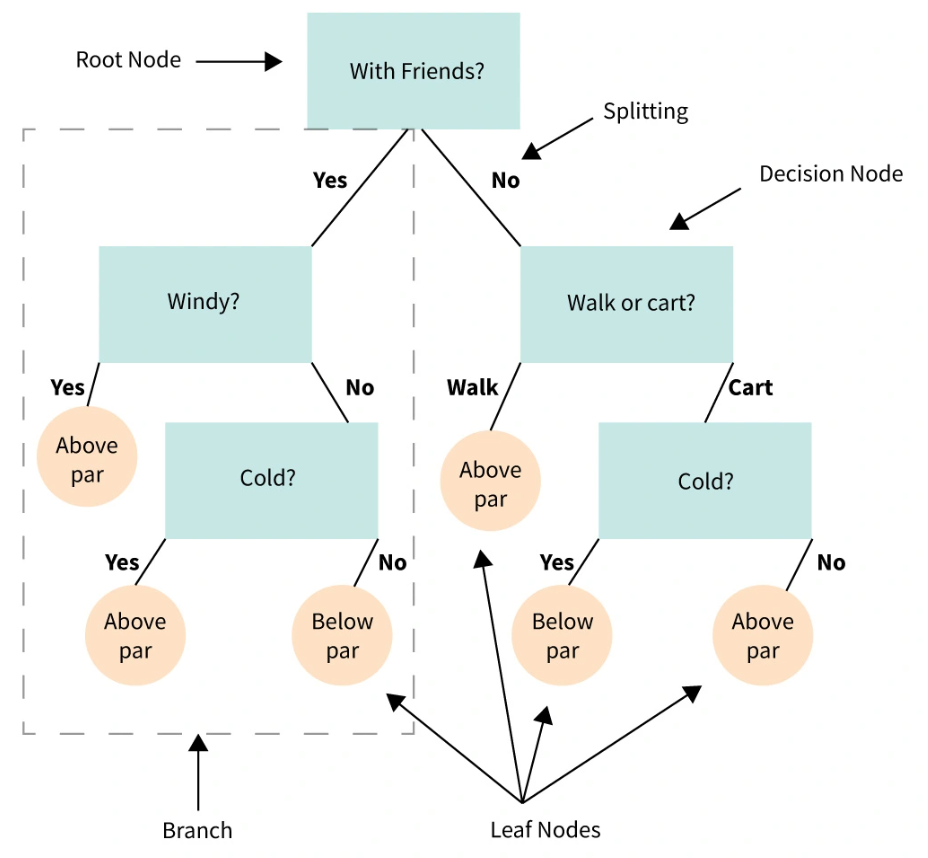 Root Node
With Friends?
Splitting
Yes
No
Decision Node
Windy?
Walk or cart?
Yes
No
Walk
Cart
Above
par
Cold?
Above
par
Cold?
Yes
No
Yes
No
Above
par
Below
par
Below
par
Above
par
Branch
Leaf Nodes